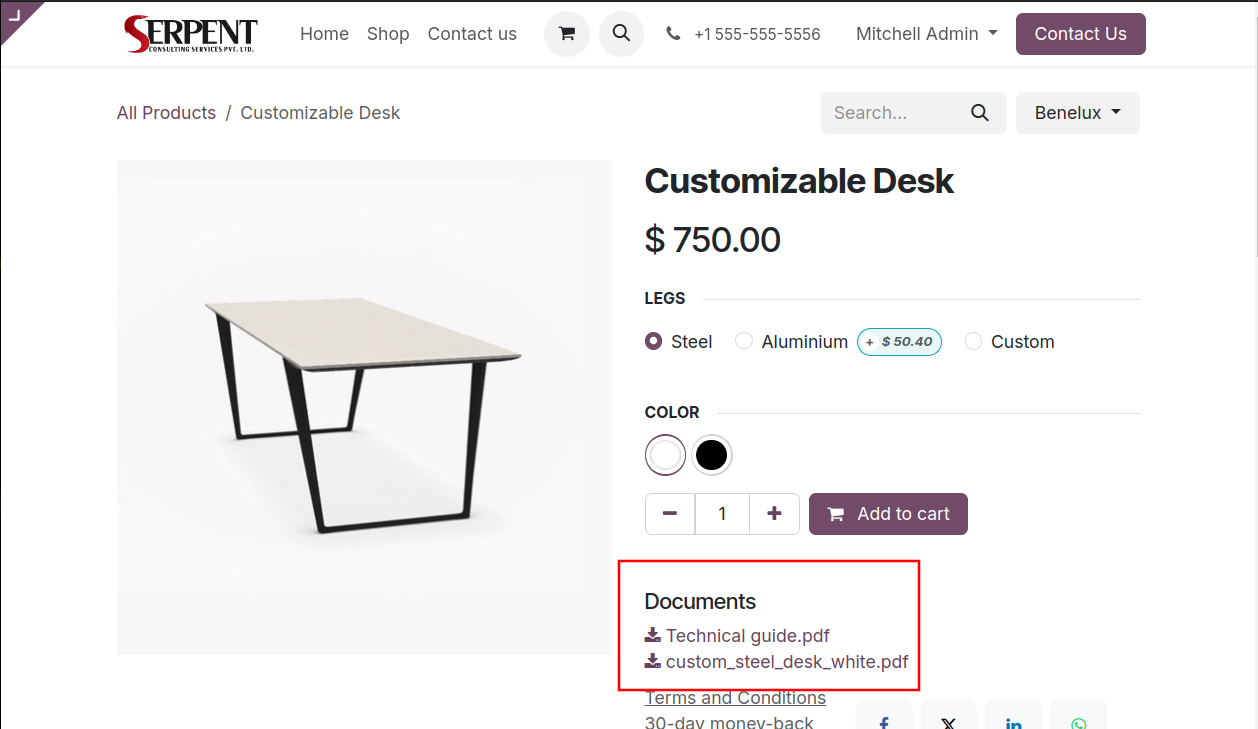 SERPENT
CONSULTING SERVICES PVT. LTD.
Home Shop Contact us
+1 555-555-5556
Mitchell Admin
Contact Us
All Products / Customizable Desk
Search...
Benelux
Customizable Desk
$ 750.00
LEGS
Steel Aluminium + $ 50.40 Custom
COLOR
1
Add to cart
Documents
Technical guide.pdf
custom_steel_desk_white.pdf
Terms and Conditions
30-day money-back